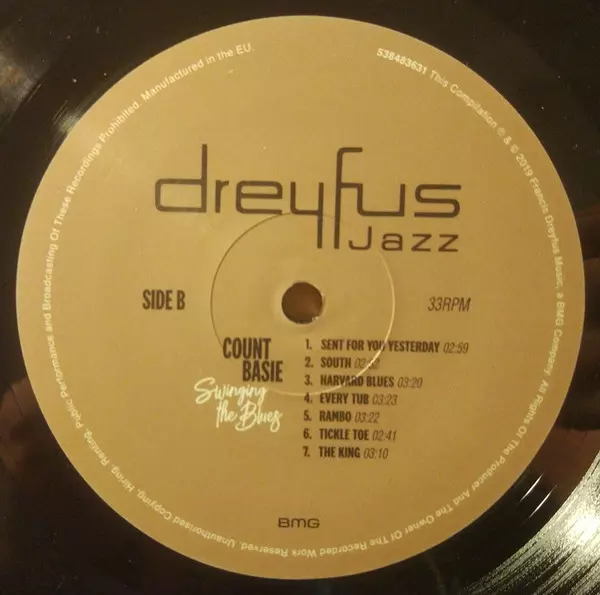 538483631 This Compilation ℗ & © 2019 Francis Dreyfus Music, a BMG Company. All Rights Of The Producer And The Owner Of The Recorded Work Reserved. Unauthorised Copying, Hiring, Renting, Public Performance and Broadcasting Of These Recordings Prohibited. Manufactured in the EU.
dreyfus
Jazz
SIDE B
33RPM
COUNT
BASIE
Swinging
the Blues
1. SENT FOR YOU YESTERDAY 02:59
2. SOUTH
3. HARVARD BLUES 03:20
4. EVERY TUB 03:23
5. RAMBO 03:22
6. TICKLE TOE 02:41
7. THE KING 03:10
BMG